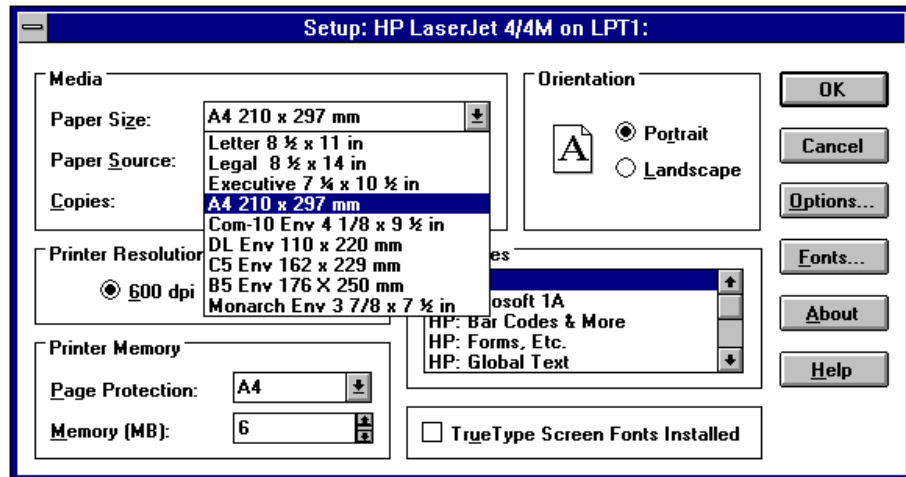 Setup: HP LaserJet 4/4M on LPT1:
Media
Paper Size:
A4 210 x 297 mm
Letter 8 ½ x 11 in
Legal  8 ½ x 14 in
Executive 7 ¼ x 10 ½ in
A4 210 x 297 mm
Com-10 Env 4 1/8 x 9 ½ in
DL Env 110 x 220 mm
C5 Env 162 x 229 mm
B5 Env 176 X 250 mm
Monarch Env 3 7/8 x 7 ½ in
Paper Source:
Copies:
Orientation
A
Portrait
Landscape
OK
Cancel
Options...
Fonts...
About
Help
Printer Resolution
600 dpi
1A
HP: Bar Codes & More
HP: Forms, Etc.
HP: Global Text
Printer Memory
Page Protection:
A4
Memory (MB):
6
TrueType Screen Fonts Installed